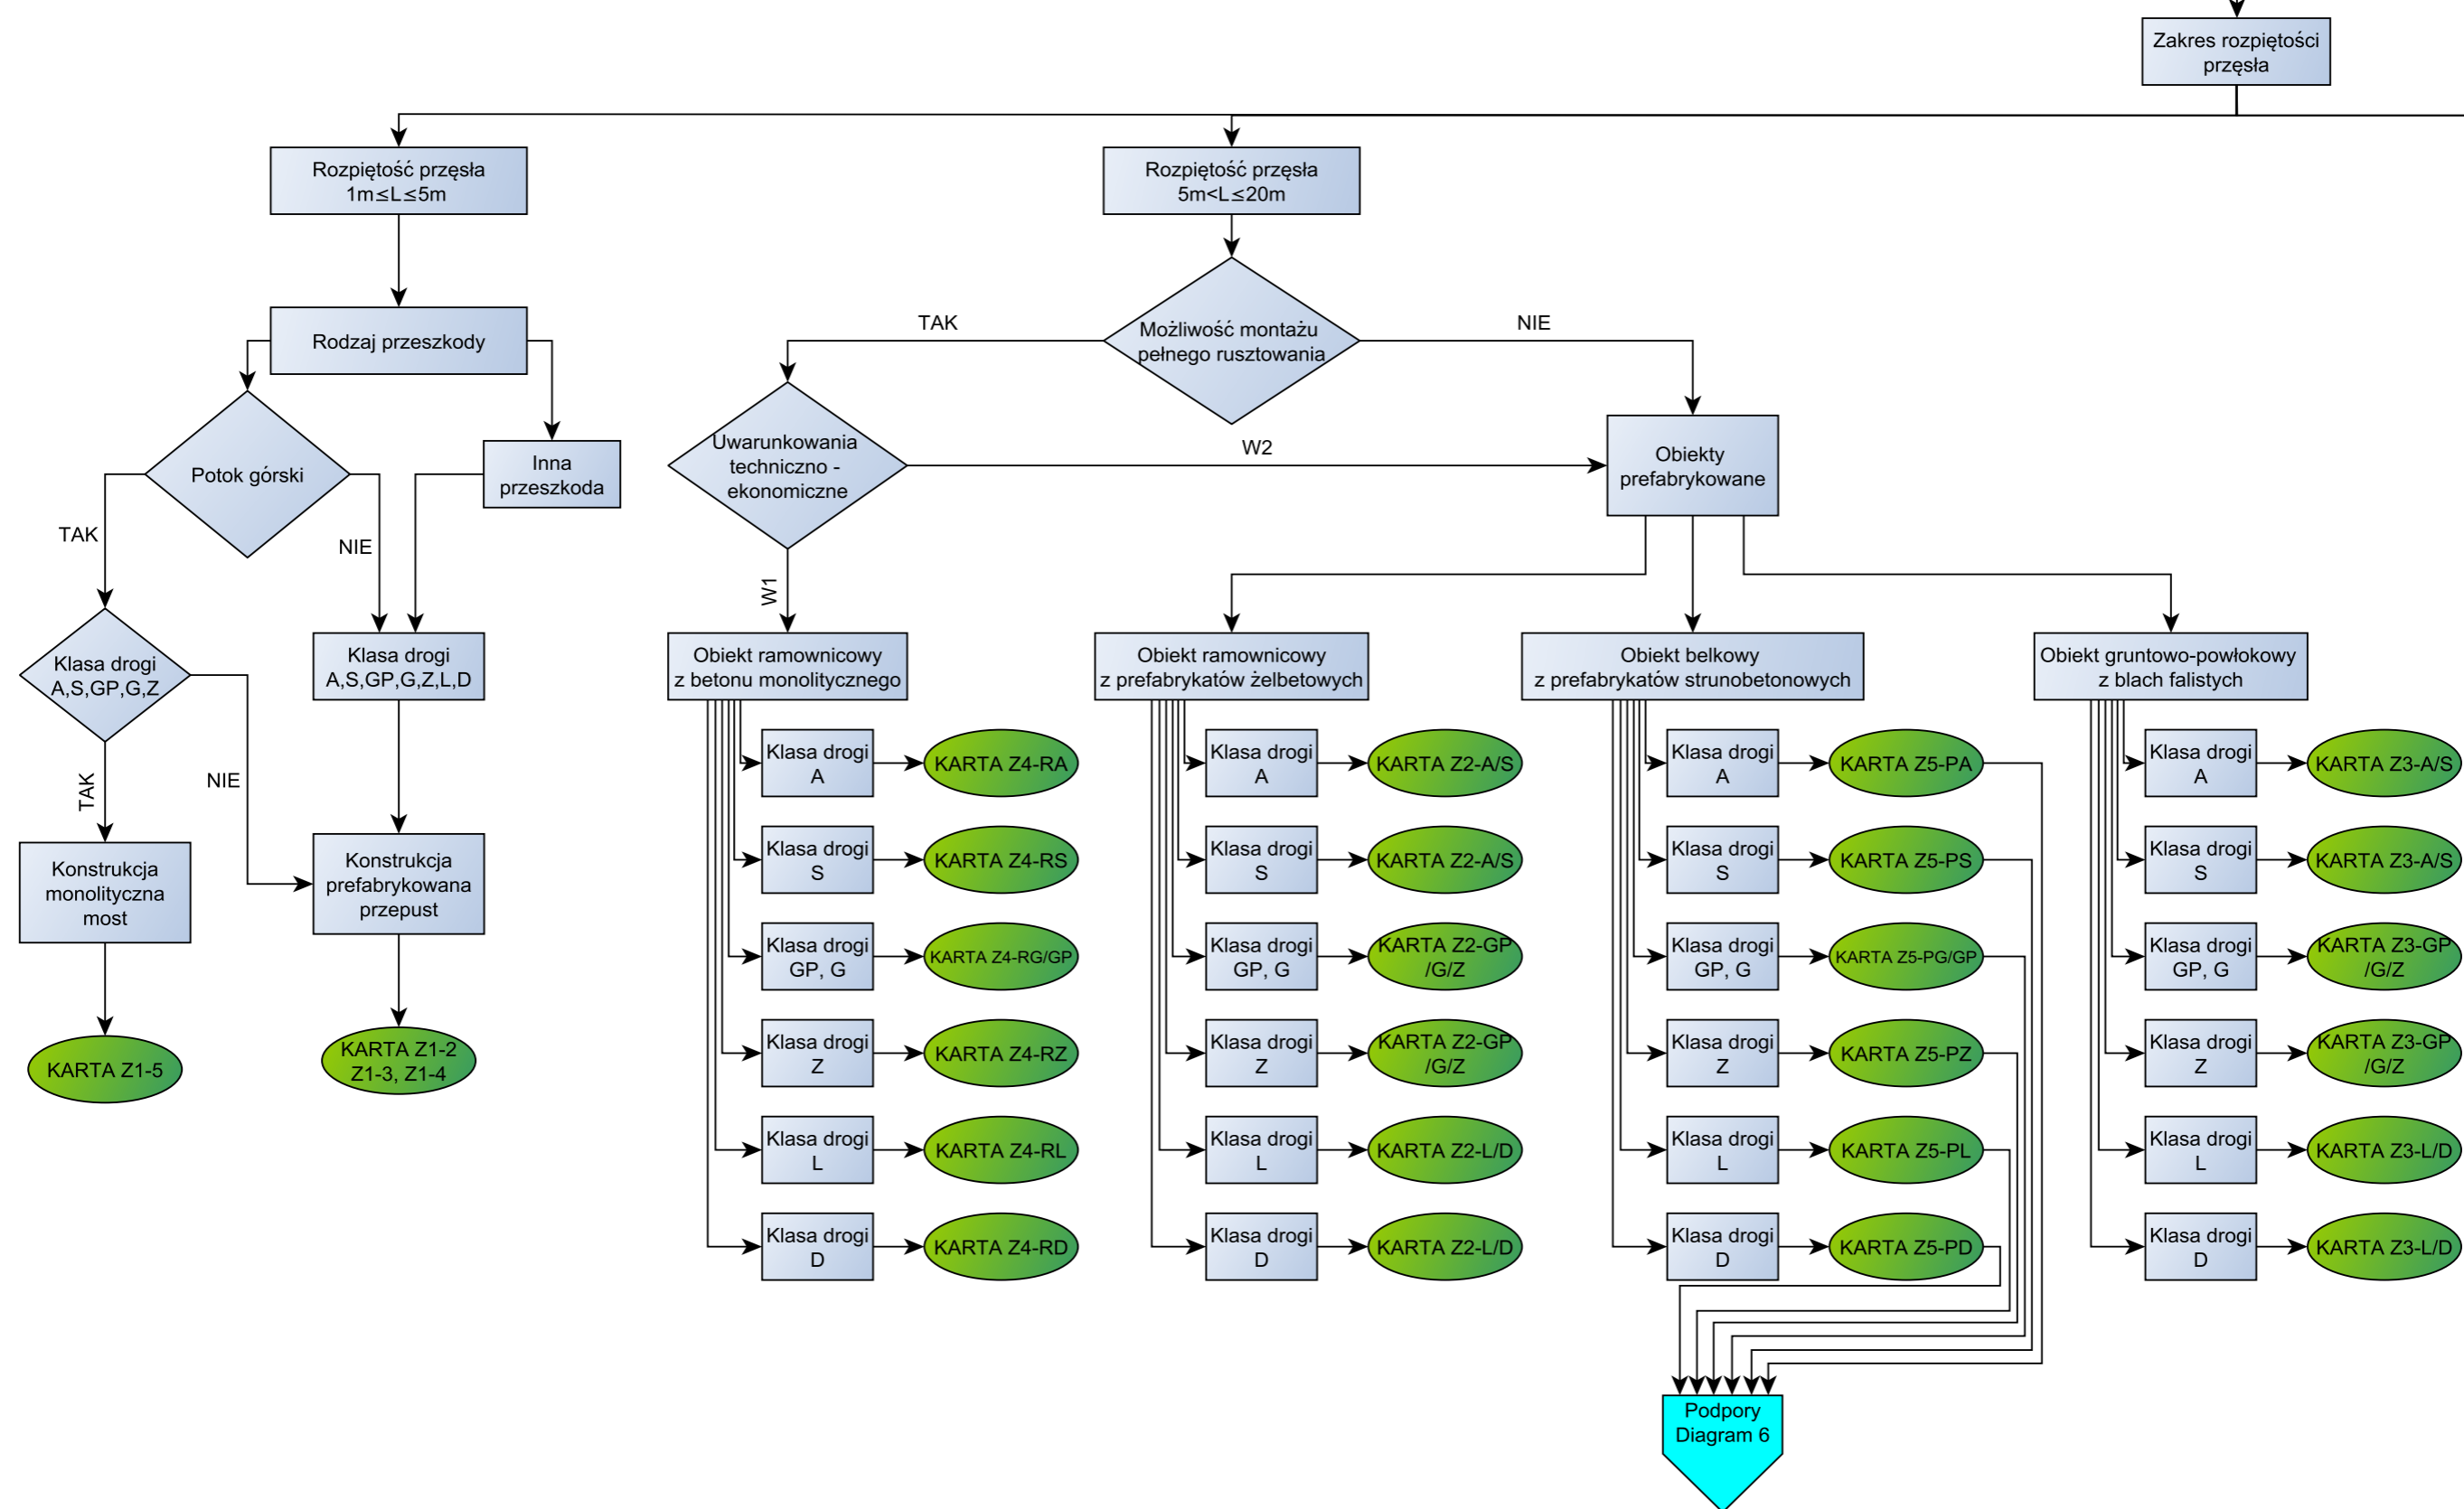 Zakres rozpiętości
przęsła
Rozpiętość przęsła
1m≤L≤5m
Rozpiętość przęsła
5m<L≤20m
Rodzaj przeszkody
TAK
Możliwość montażu
pełnego rusztowania
NIE
Potok górski
Inna
przeszkoda
Uwarunkowania
techniczno -
ekonomiczne
W2
Obiekty
prefabrykowane
TAK
NIE
W1
Klasa drogi
A,S,GP,G,Z
Klasa drogi
A,S,GP,G,Z,L,D
Obiekt ramownicowy
z betonu monolitycznego
Obiekt ramownicowy
z prefabrykatów żelbetowych
Obiekt belkowy
z prefabrykatów strunobetonowych
Obiekt gruntowo-powłokowy
z blach falistych
TAK
NIE
Konstrukcja
monolityczna
most
Konstrukcja
prefabrykowana
przepust
KARTA Z1-5
KARTA Z1-2
Z1-3, Z1-4
Klasa drogi
A
KARTA Z4-RA
Klasa drogi
S
KARTA Z4-RS
Klasa drogi
GP, G
KARTA Z4-RG/GP
Klasa drogi
Z
KARTA Z4-RZ
Klasa drogi
L
KARTA Z4-RL
Klasa drogi
D
KARTA Z4-RD
Klasa drogi
A
KARTA Z2-A/S
Klasa drogi
S
KARTA Z2-A/S
Klasa drogi
GP, G
KARTA Z2-GP
/G/Z
Klasa drogi
Z
KARTA Z2-GP
/G/Z
Klasa drogi
L
KARTA Z2-L/D
Klasa drogi
D
KARTA Z2-L/D
Klasa drogi
A
KARTA Z5-PA
Klasa drogi
S
KARTA Z5-PS
Klasa drogi
GP, G
KARTA Z5-PG/GP
Klasa drogi
Z
KARTA Z5-PZ
Klasa drogi
L
KARTA Z5-PL
Klasa drogi
D
KARTA Z5-PD
Klasa drogi
A
KARTA Z3-A/S
Klasa drogi
S
KARTA Z3-A/S
Klasa drogi
GP, G
KARTA Z3-GP
/G/Z
Klasa drogi
Z
KARTA Z3-GP
/G/Z
Klasa drogi
L
KARTA Z3-L/D
Klasa drogi
D
KARTA Z3-L/D
Podpory
Diagram 6